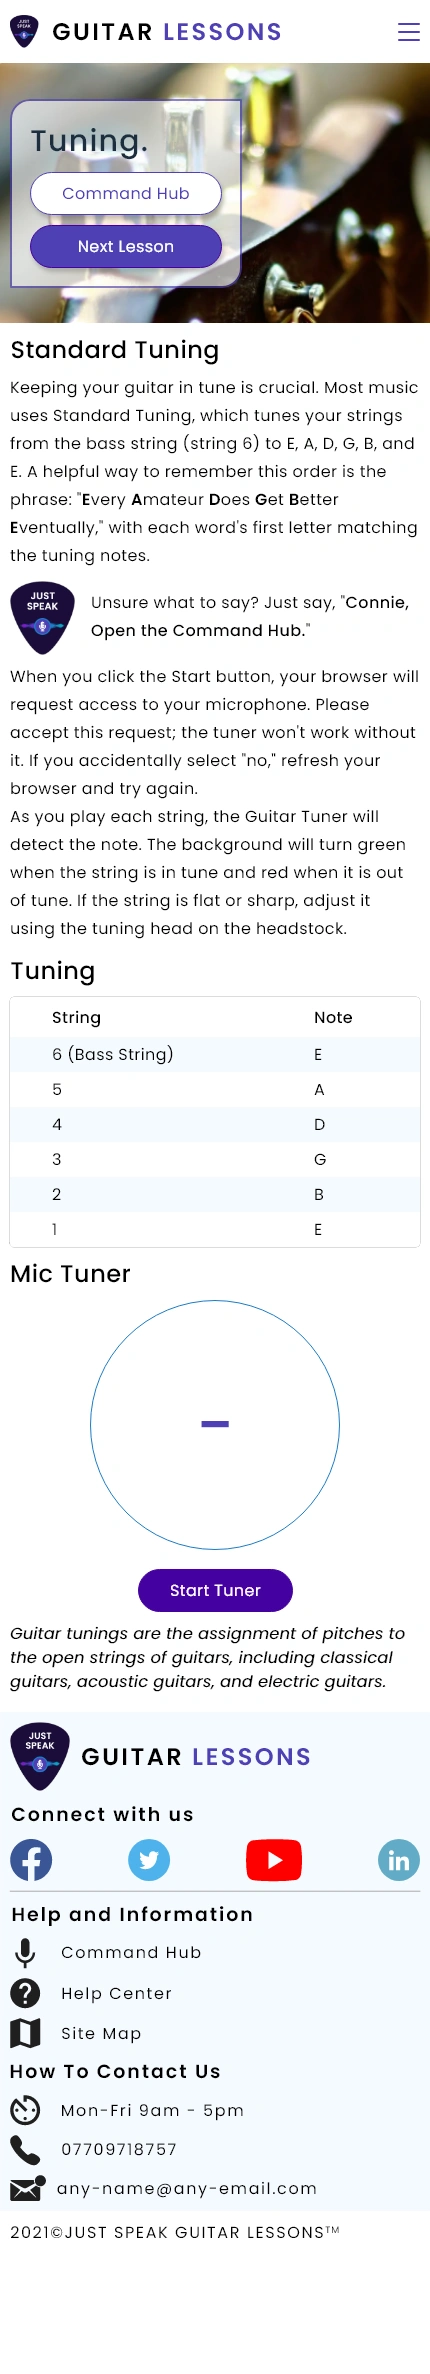 JUST
SPEAK
GUITAR LESSONS
Tuning.
Command Hub
Next Lesson
Standard Tuning
Keeping your guitar in tune is crucial. Most music
uses Standard Tuning, which tunes your strings
from the bass string (string 6) to E, A, D, G, B, and
E. A helpful way to remember this order is the
phrase: "Every Amateur Does Get Better
Eventually," with each word's first letter matching
the tuning notes.
JUST
SPEAK
Unsure what to say? Just say, "Connie,
Open the Command Hub."
When you click the Start button, your browser will
request access to your microphone. Please
accept this request; the tuner won't work without
it. If you accidentally select "no," refresh your
browser and try again.
As you play each string, the Guitar Tuner will
detect the note. The background will turn green
when the string is in tune and red when it is out
of tune. If the string is flat or sharp, adjust it
using the tuning head on the headstock.
Tuning
String Note
6 (Bass String) E
5 A
4 D
3 G
2 B
1 E
Mic Tuner
–
Start Tuner
Guitar tunings are the assignment of pitches to
the open strings of guitars, including classical
guitars, acoustic guitars, and electric guitars.
JUST
SPEAK
GUITAR LESSONS
Connect with us
Help and Information
Command Hub
Help Center
Site Map
How To Contact Us
Mon-Fri 9am - 5pm
07709718757
any-name@any-email.com
2021©JUST SPEAK GUITAR LESSONS™